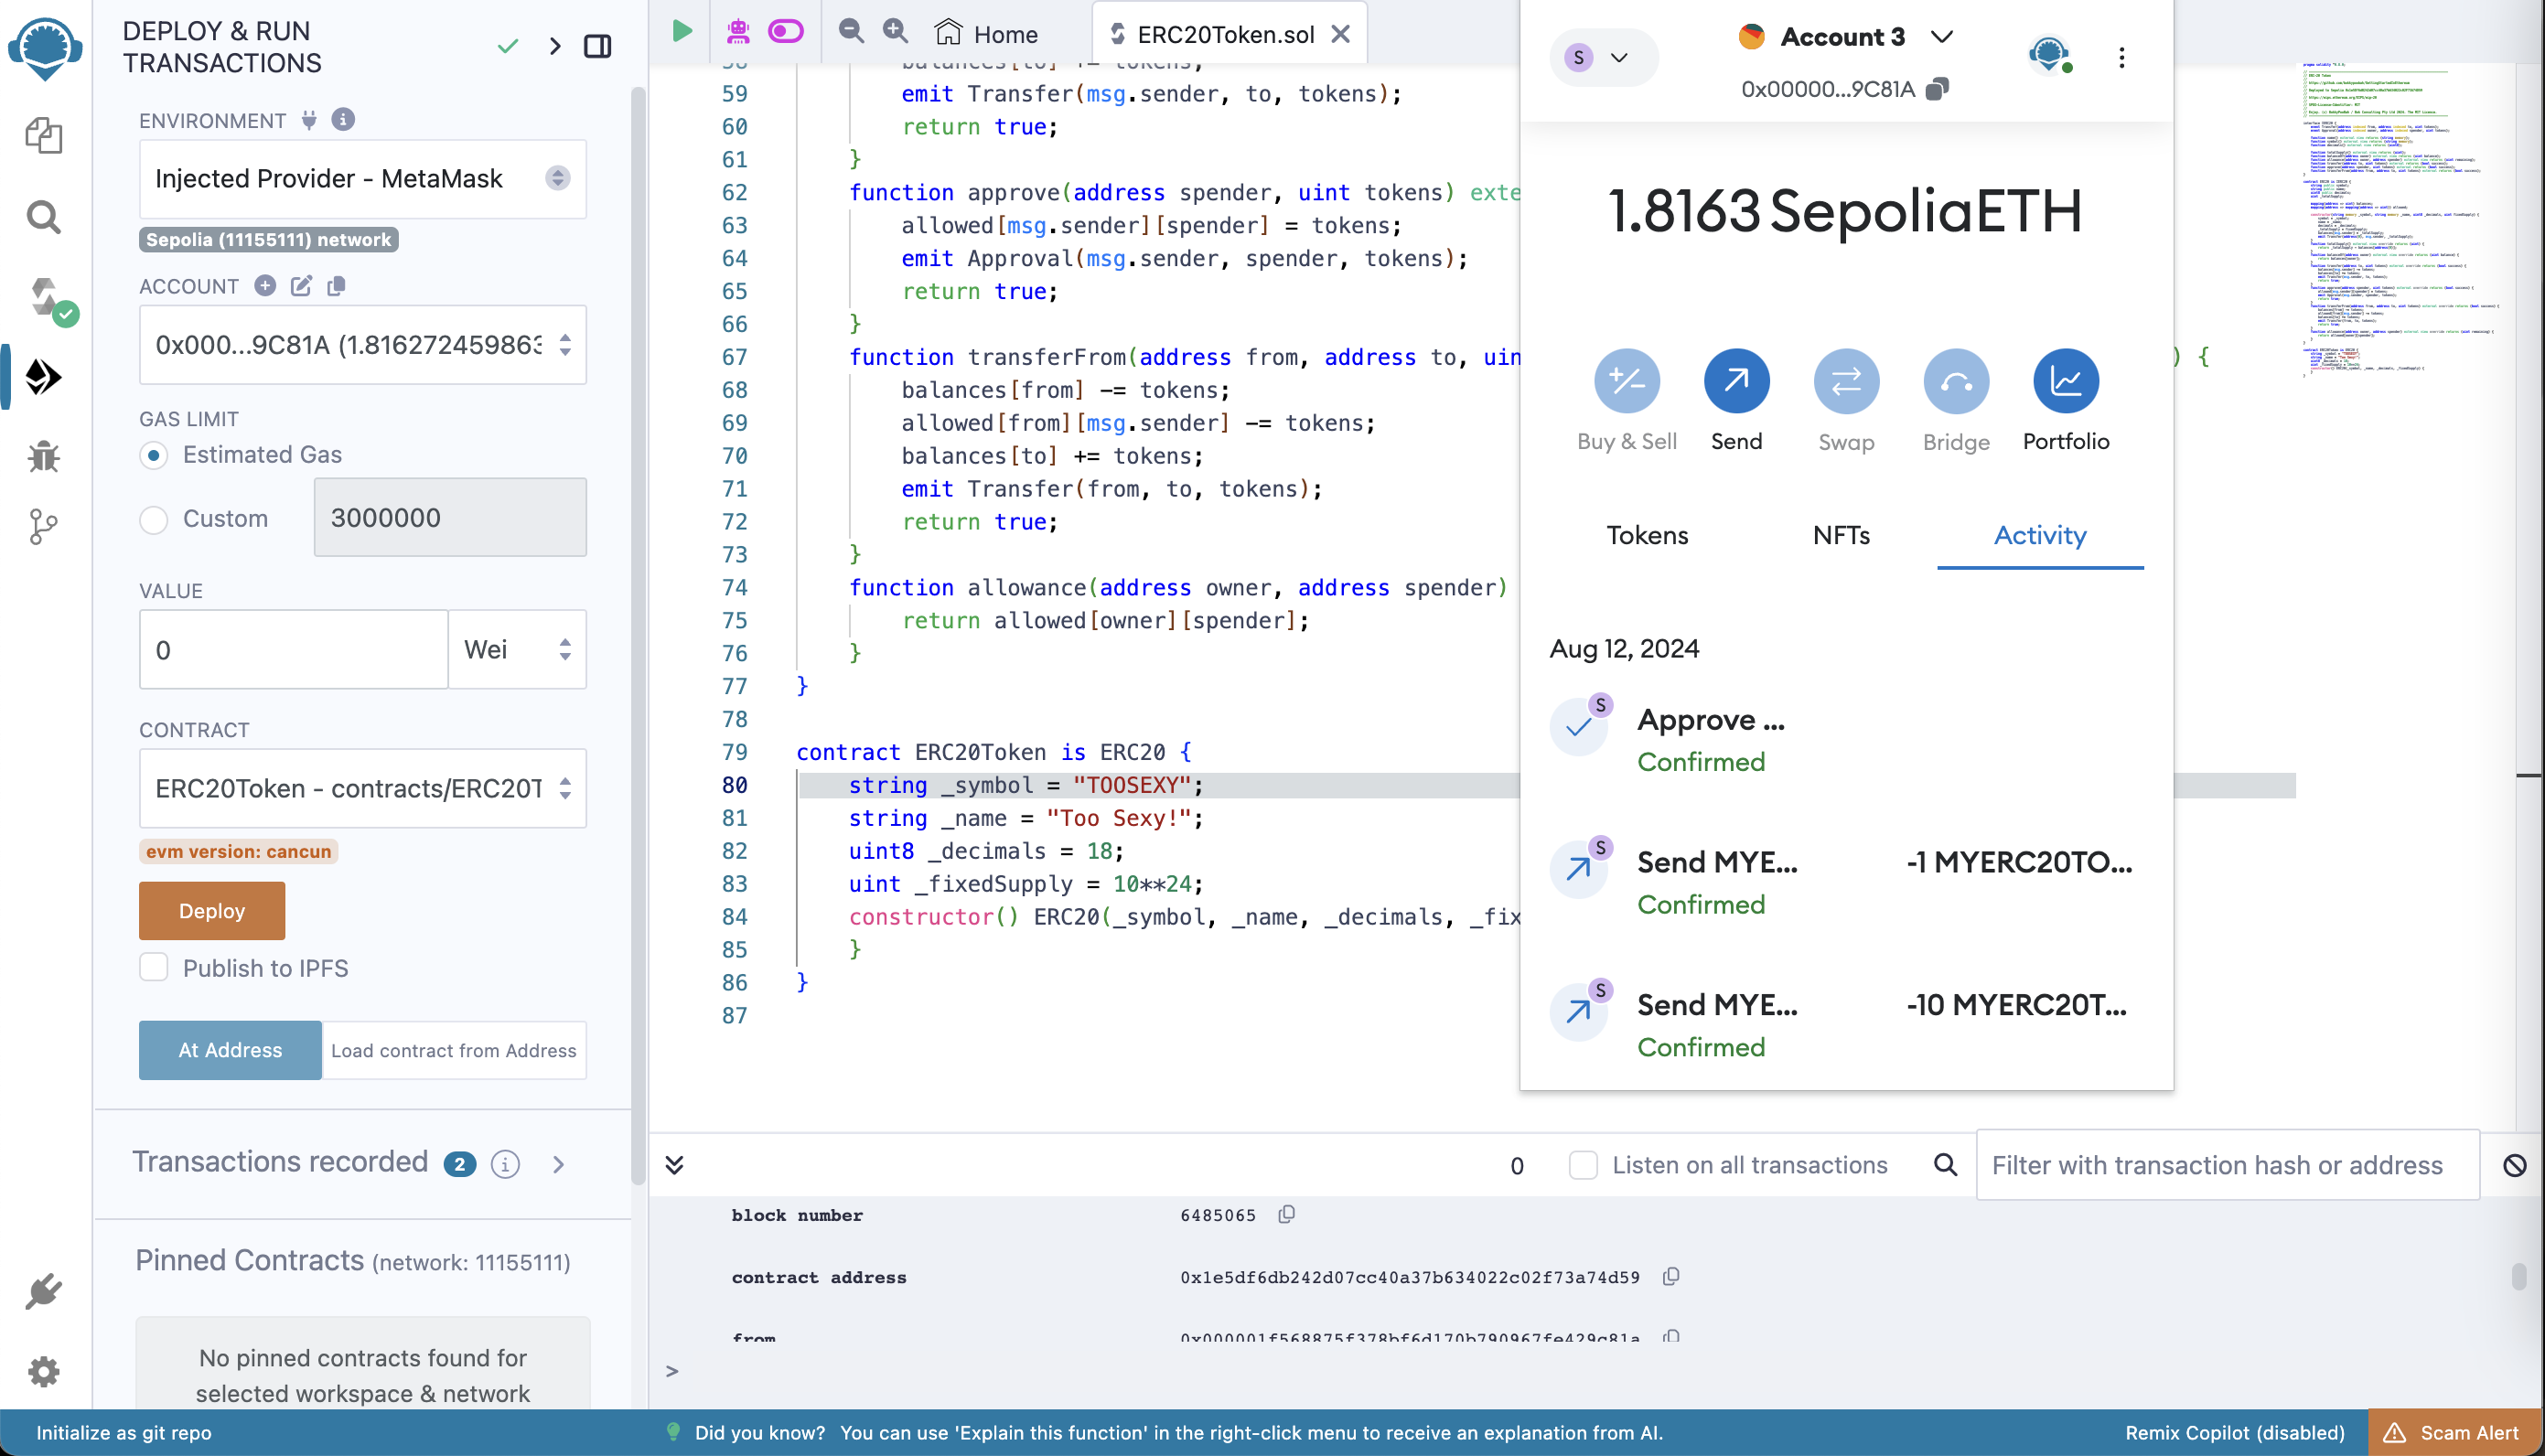 DEPLOY & RUN
TRANSACTIONS
ENVIRONMENT
Injected Provider - MetaMask
Sepolia (11155111) network
ACCOUNT
0x000...9C81A (1.816272459863
GAS LIMIT
Estimated Gas
Custom
3000000
VALUE
0
Wei
CONTRACT
ERC20Token - contracts/ERC20T
evm version: cancun
Deploy
Publish to IPFS
At Address
Load contract from Address
Transactions recorded 2
Pinned Contracts (network: 11155111)
No pinned contracts found for
selected workspace & network
Home
ERC20Token.sol
58 balances[to] += tokens;
59 emit Transfer(msg.sender, to, tokens);
60 return true;
61 }
62 function approve(address spender, uint tokens) exte
63 allowed[msg.sender][spender] = tokens;
64 emit Approval(msg.sender, spender, tokens);
65 return true;
66 }
67 function transferFrom(address from, address to, uin ) {
68 balances[from] -= tokens;
69 allowed[from][msg.sender] -= tokens;
70 balances[to] += tokens;
71 emit Transfer(from, to, tokens);
72 return true;
73 }
74 function allowance(address owner, address spender)
75 return allowed[owner][spender];
76 }
77 }
78
79 contract ERC20Token is ERC20 {
80 string _symbol = "TOOSEXY";
81 string _name = "Too Sexy!";
82 uint8 _decimals = 18;
83 uint _fixedSupply = 10**24;
84 constructor() ERC20(_symbol, _name, _decimals, _fix
85 }
86 }
87
S
Account 3
0x00000...9C81A
1.8163 SepoliaETH
Buy & Sell
Send
Swap
Bridge
Portfolio
Tokens
NFTs
Activity
Aug 12, 2024
S
Approve ...
Confirmed
S
Send MYE... -1 MYERC20TO...
Confirmed
S
Send MYE... -10 MYERC20T...
Confirmed
0
Listen on all transactions
Filter with transaction hash or address
block number 6485065
contract address 0x1e5df6db242d07cc40a37b634022c02f73a74d59
from 0x000001f568875f378bf6d170b790967fe429c81a
>
Initialize as git repo
Did you know? You can use 'Explain this function' in the right-click menu to receive an explanation from AI.
Remix Copilot (disabled)
Scam Alert